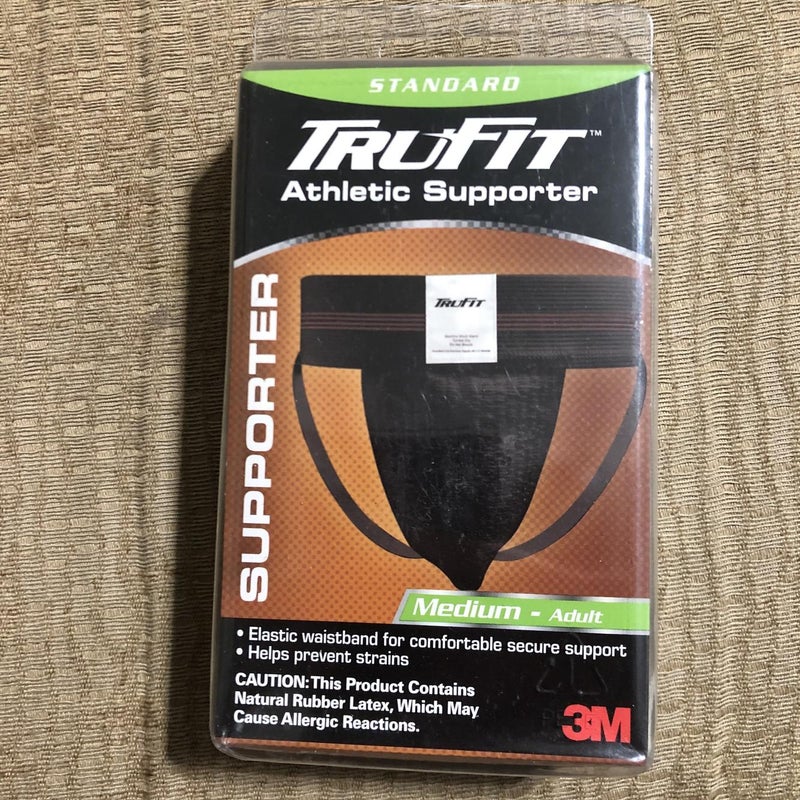 STANDARD
TRUFIT™
Athletic Supporter
SUPPORTER
TRUFIT
Medium - Adult
• Elastic waistband for comfortable secure support
• Helps prevent strains
CAUTION: This Product Contains
Natural Rubber Latex, Which May
Cause Allergic Reactions.
3M